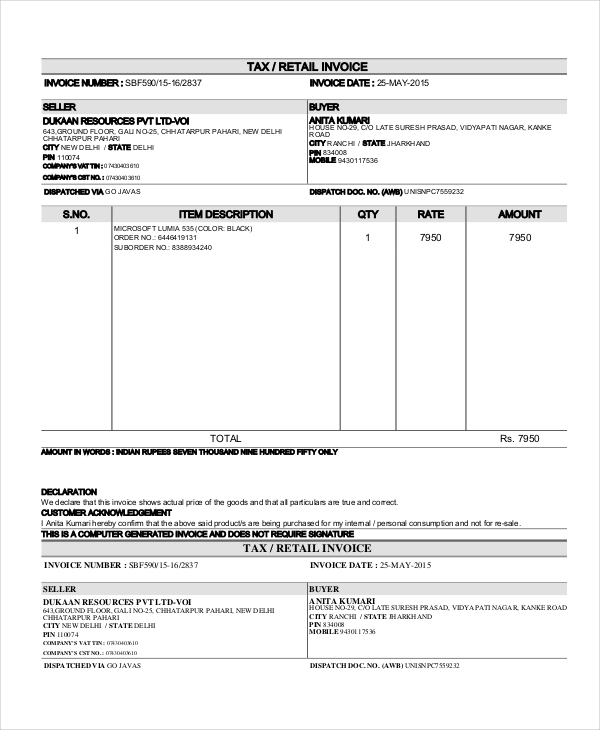 TAX / RETAIL INVOICE
INVOICE NUMBER : SBF590/15-16/2837 INVOICE DATE : 25-MAY-2015
SELLER BUYER
DUKAAN RESOURCES PVT LTD-VOI
643,GROUND FLOOR, GALI NO-25, CHHATARPUR PAHARI, NEW DELHI
CHHATARPUR PAHARI
CITY NEW DELHI / STATE DELHI
PIN 110074
COMPANY'S VAT TIN : 07430403610
COMPANY'S CST NO. : 07430403610
ANITA KUMARI
HOUSE NO-29, C/O LATE SURESH PRASAD, VIDYAPATI NAGAR, KANKE
ROAD
CITY RANCHI / STATE JHARKHAND
PIN 834008
MOBILE 9430117536
DISPATCHED VIA GO JAVAS DISPATCH DOC. NO. (AWB) UNISNPC7559232
S.NO. ITEM DESCRIPTION QTY RATE AMOUNT
1 MICROSOFT LUMIA 535 (COLOR: BLACK) 1 7950 7950
ORDER NO.: 6446419131
SUBORDER NO.: 8388934240
TOTAL Rs. 7950
AMOUNT IN WORDS : INDIAN RUPEES SEVEN THOUSAND NINE HUNDRED FIFTY ONLY
DECLARATION
We declare that this invoice shows actual price of the goods and that all particulars are true and correct.
CUSTOMER ACKNOWLEDGEMENT
I Anita Kumari hereby confirm that the above said product/s are being purchased for my internal / personal consumption and not for re-sale.
THIS IS A COMPUTER GENERATED INVOICE AND DOES NOT REQUIRE SIGNATURE
TAX / RETAIL INVOICE
INVOICE NUMBER : SBF590/15-16/2837 INVOICE DATE : 25-MAY-2015
SELLER BUYER
DUKAAN RESOURCES PVT LTD-VOI
643,GROUND FLOOR, GALI NO-25, CHHATARPUR PAHARI, NEW DELHI
CHHATARPUR PAHARI
CITY NEW DELHI / STATE DELHI
PIN 110074
COMPANY'S VAT TIN : 07430403610
COMPANY'S CST NO. : 07430403610
ANITA KUMARI
HOUSE NO-29, C/O LATE SURESH PRASAD, VIDYAPATI NAGAR, KANKE ROAD
CITY RANCHI / STATE JHARKHAND
PIN 834008
MOBILE 9430117536
DISPATCHED VIA GO JAVAS DISPATCH DOC. NO. (AWB) UNISNPC7559232